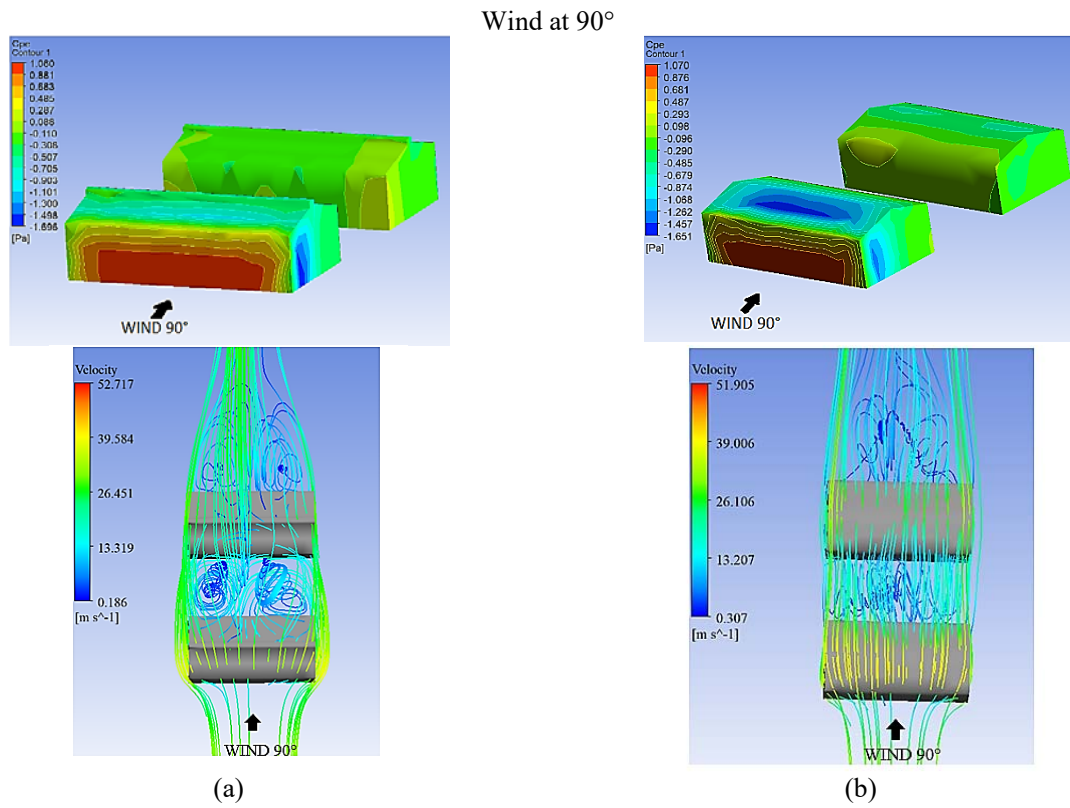 Wind at 90°
Cpe
Contour 1
1.080
0.881
0.683
0.485
0.287
0.088
-0.110
-0.308
-0.507
-0.705
-0.903
-1.101
-1.300
-1.498
-1.696
[Pa]
WIND 90°
Cpe
Contour 1
1.070
0.876
0.681
0.487
0.293
0.098
-0.096
-0.290
-0.485
-0.679
-0.874
-1.068
-1.262
-1.457
-1.651
[Pa]
WIND 90°
Velocity
52.717
39.584
26.451
13.319
0.186
[m s^-1]
WIND 90°
Velocity
51.905
39.006
26.106
13.207
0.307
[m s^-1]
WIND 90°
(a)
(b)